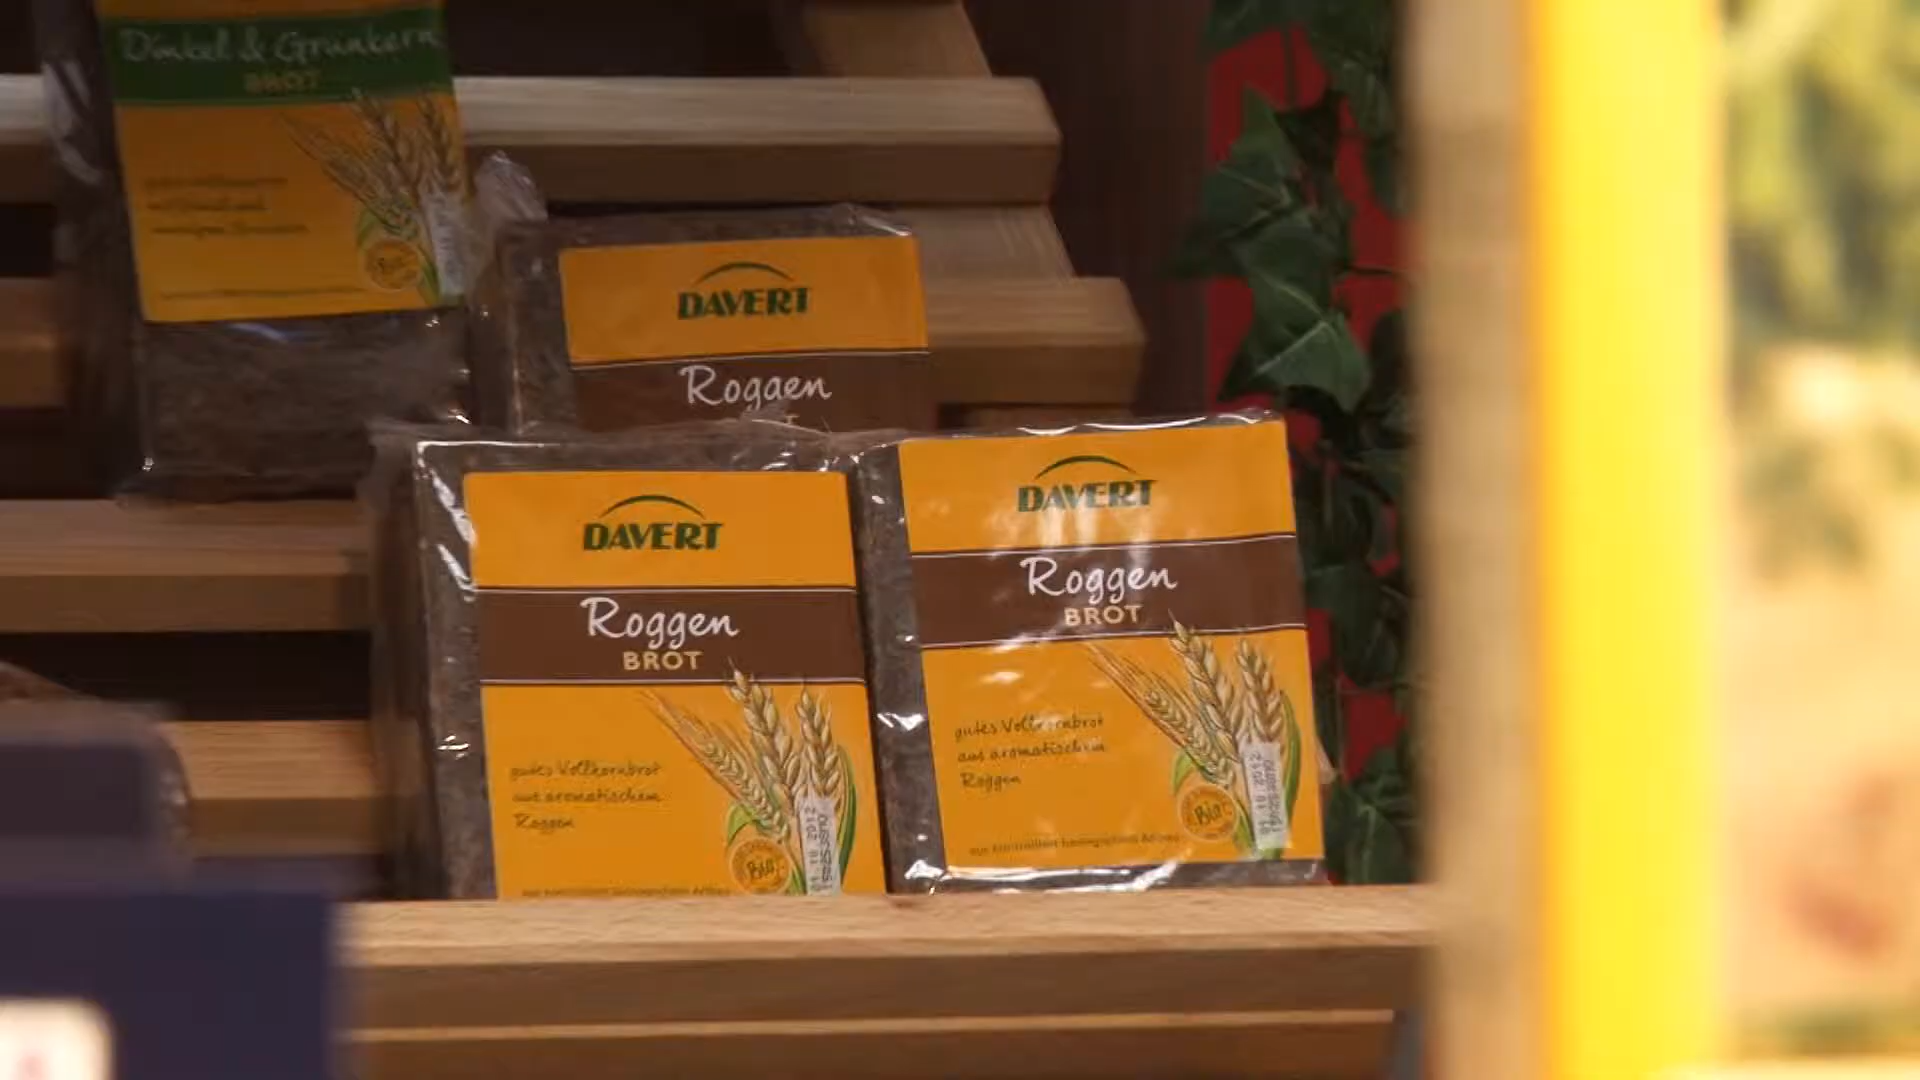 Dinkel & Grünkern
BROT
DAVERT
Roggen
DAVERT
Roggen
BROT
gutes Vollkornbrot
aus aromatischem
Roggen
Bio
DAVERT
Roggen
BROT
gutes Vollkornbrot
aus aromatischem
Roggen
Bio